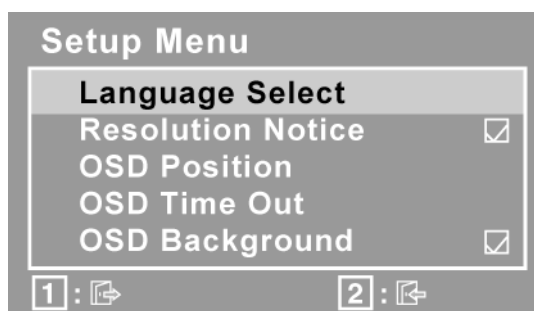 Setup Menu
Language Select
Resolution Notice
OSD Position
OSD Time Out
OSD Background
1 : 2 :